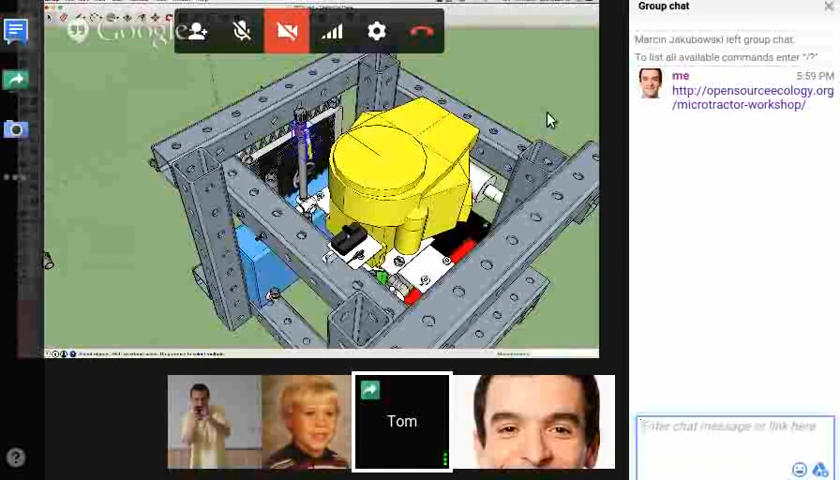 Google
Group chat
Marcin Jakubowski left group chat.
To list all available commands enter "/?"
me
5:59 PM
http://opensourceecology.org
/microtractor-workshop/
Tom
Enter chat message or link here
?